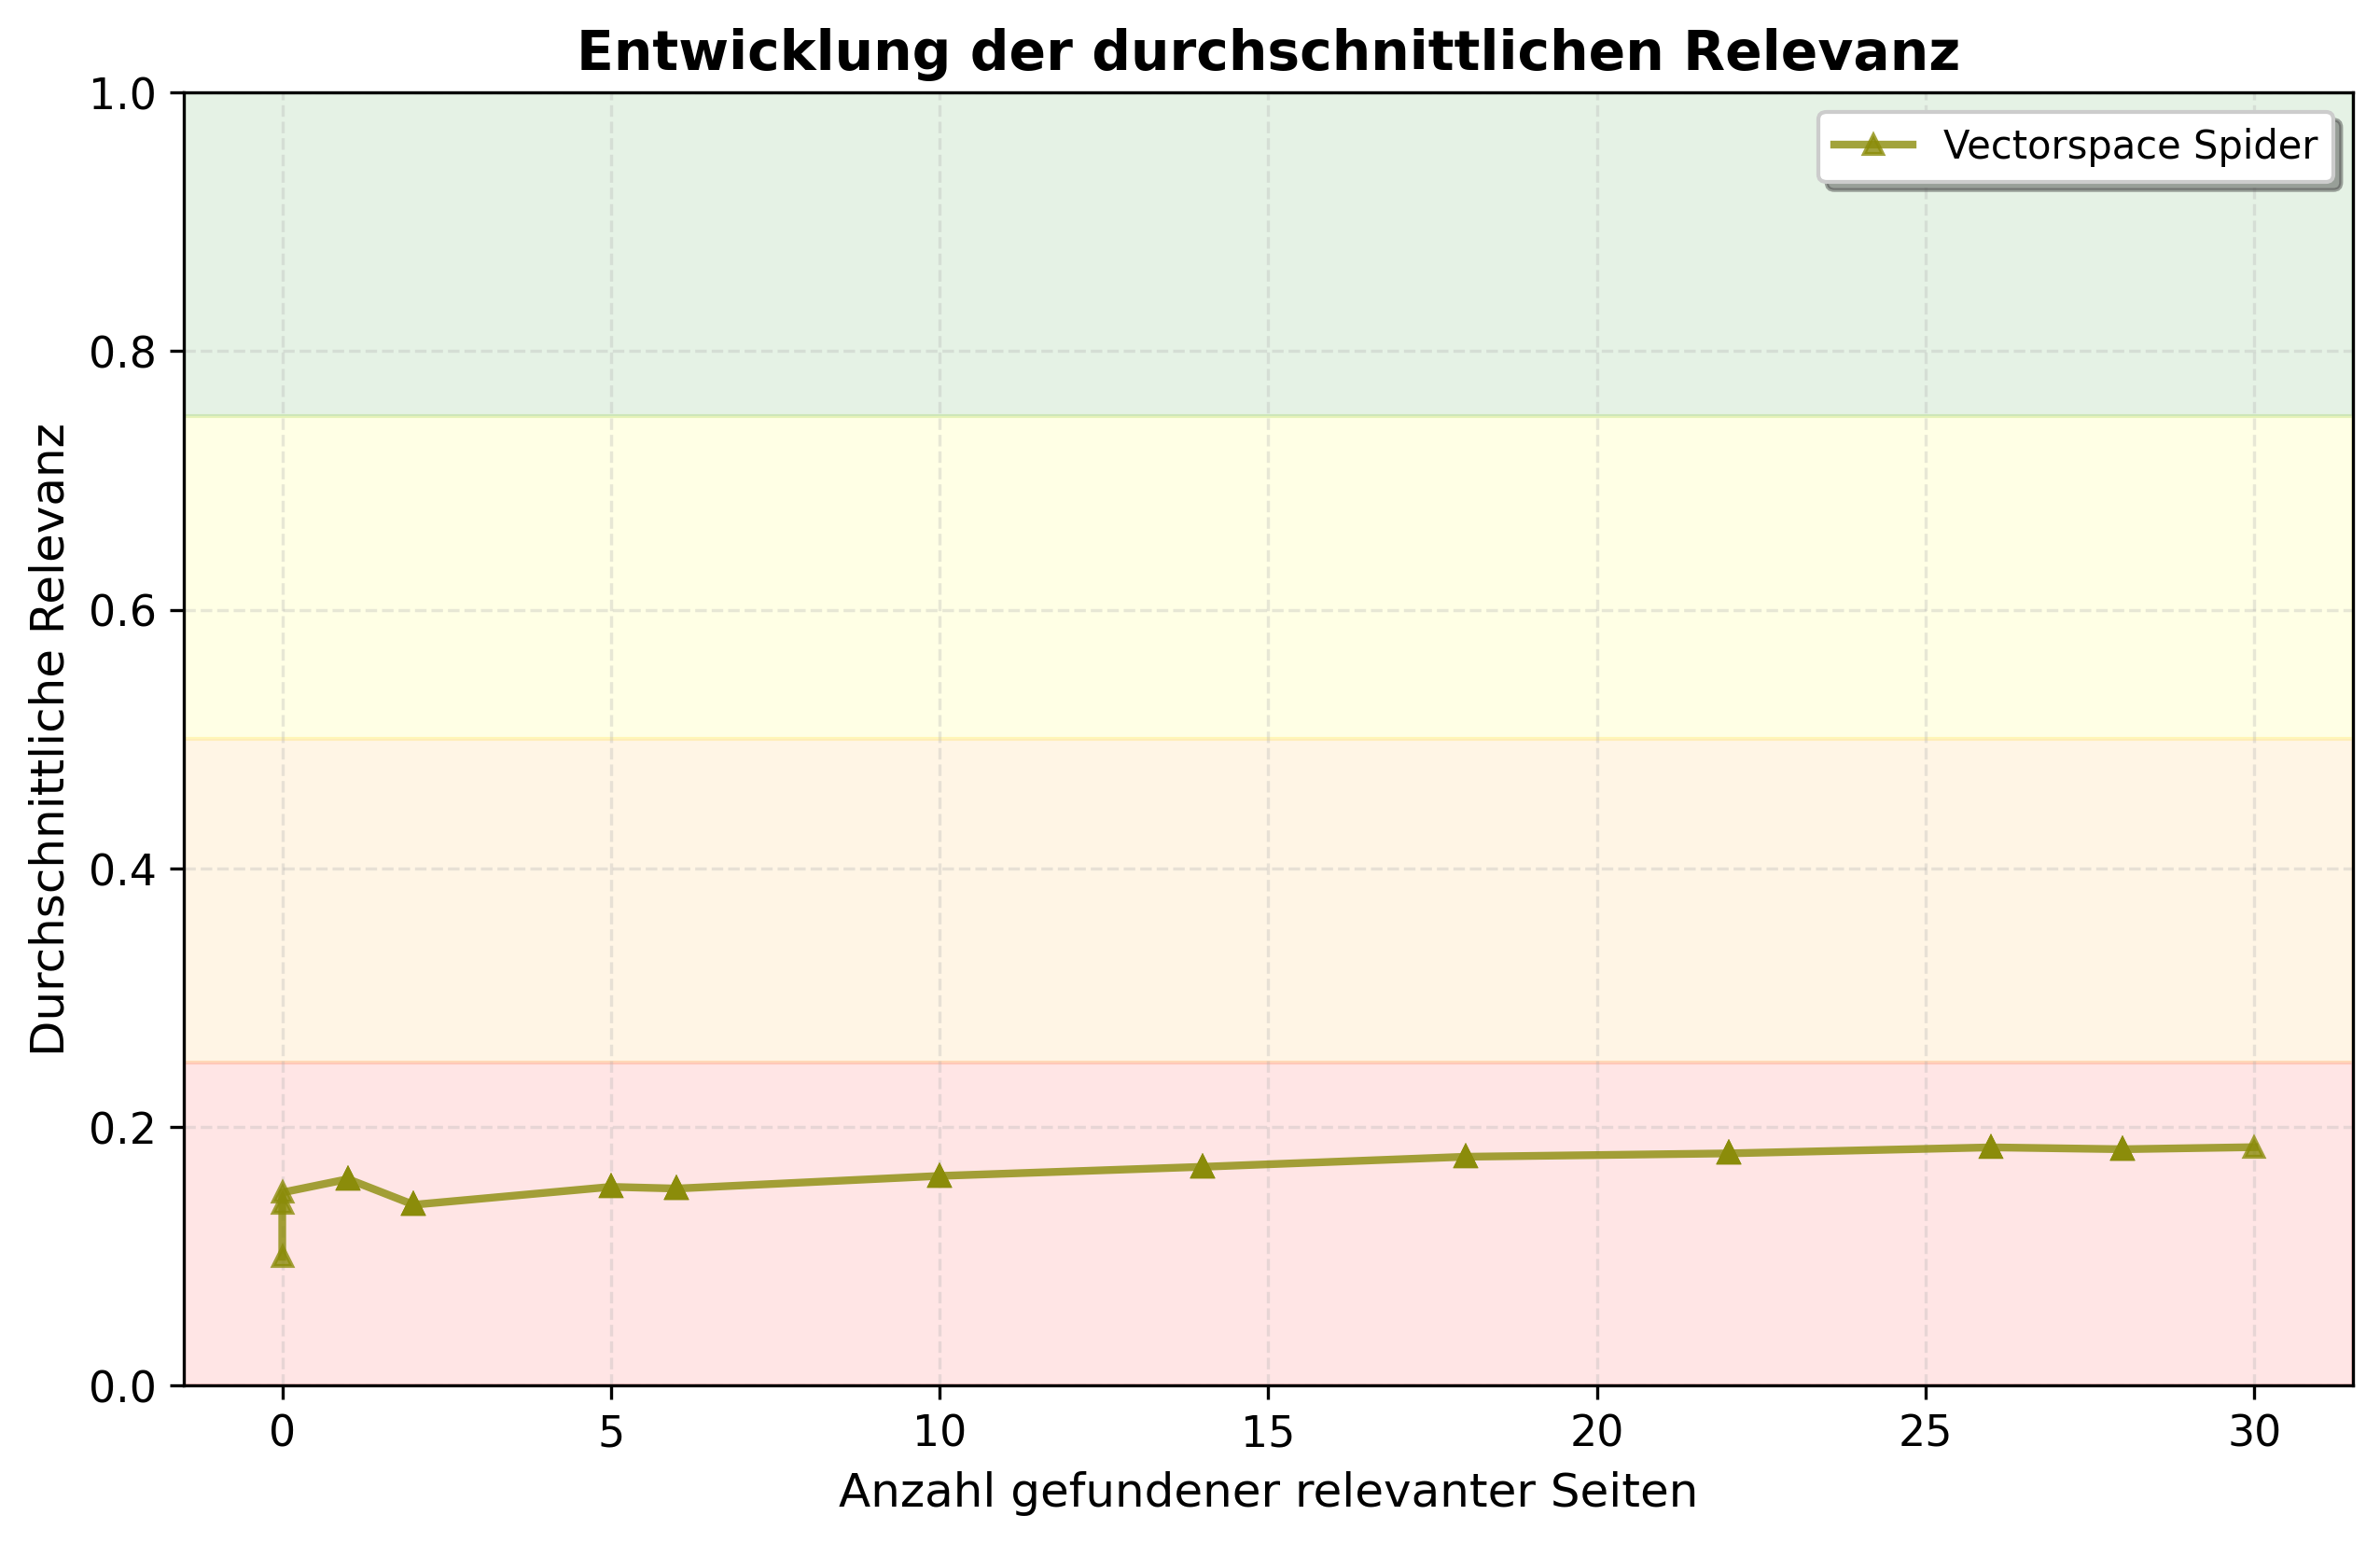 Entwicklung der durchschnittlichen Relevanz
Vectorspace Spider
Durchschnittliche Relevanz
1.0
0.8
0.6
0.4
0.2
0.0
0 5 10 15 20 25 30
Anzahl gefundener relevanter Seiten